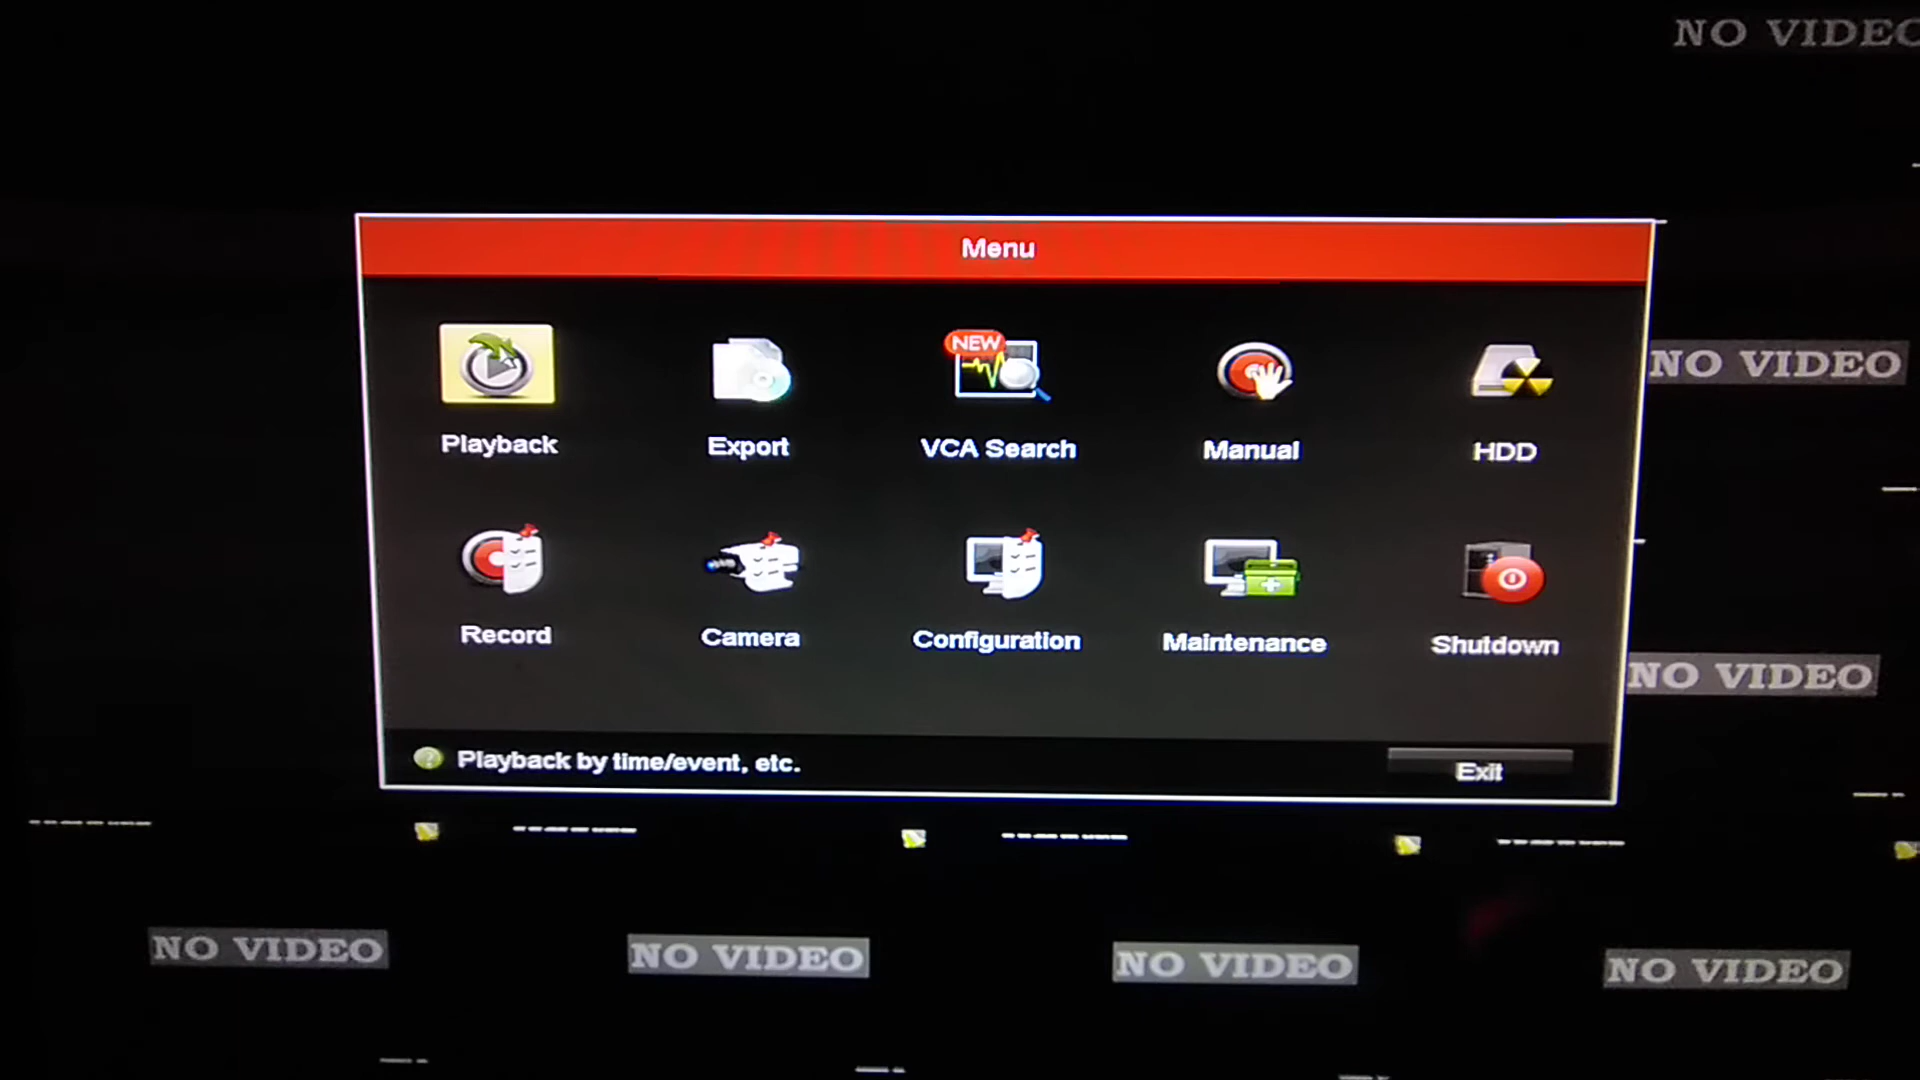 NO VIDEO
Menu
NEW
Playback
Export
VCA Search
Manual
HDD
NO VIDEO
Record
Camera
Configuration
Maintenance
Shutdown
NO VIDEO
Playback by time/event, etc.
Exit
NO VIDEO
NO VIDEO
NO VIDEO
NO VIDEO